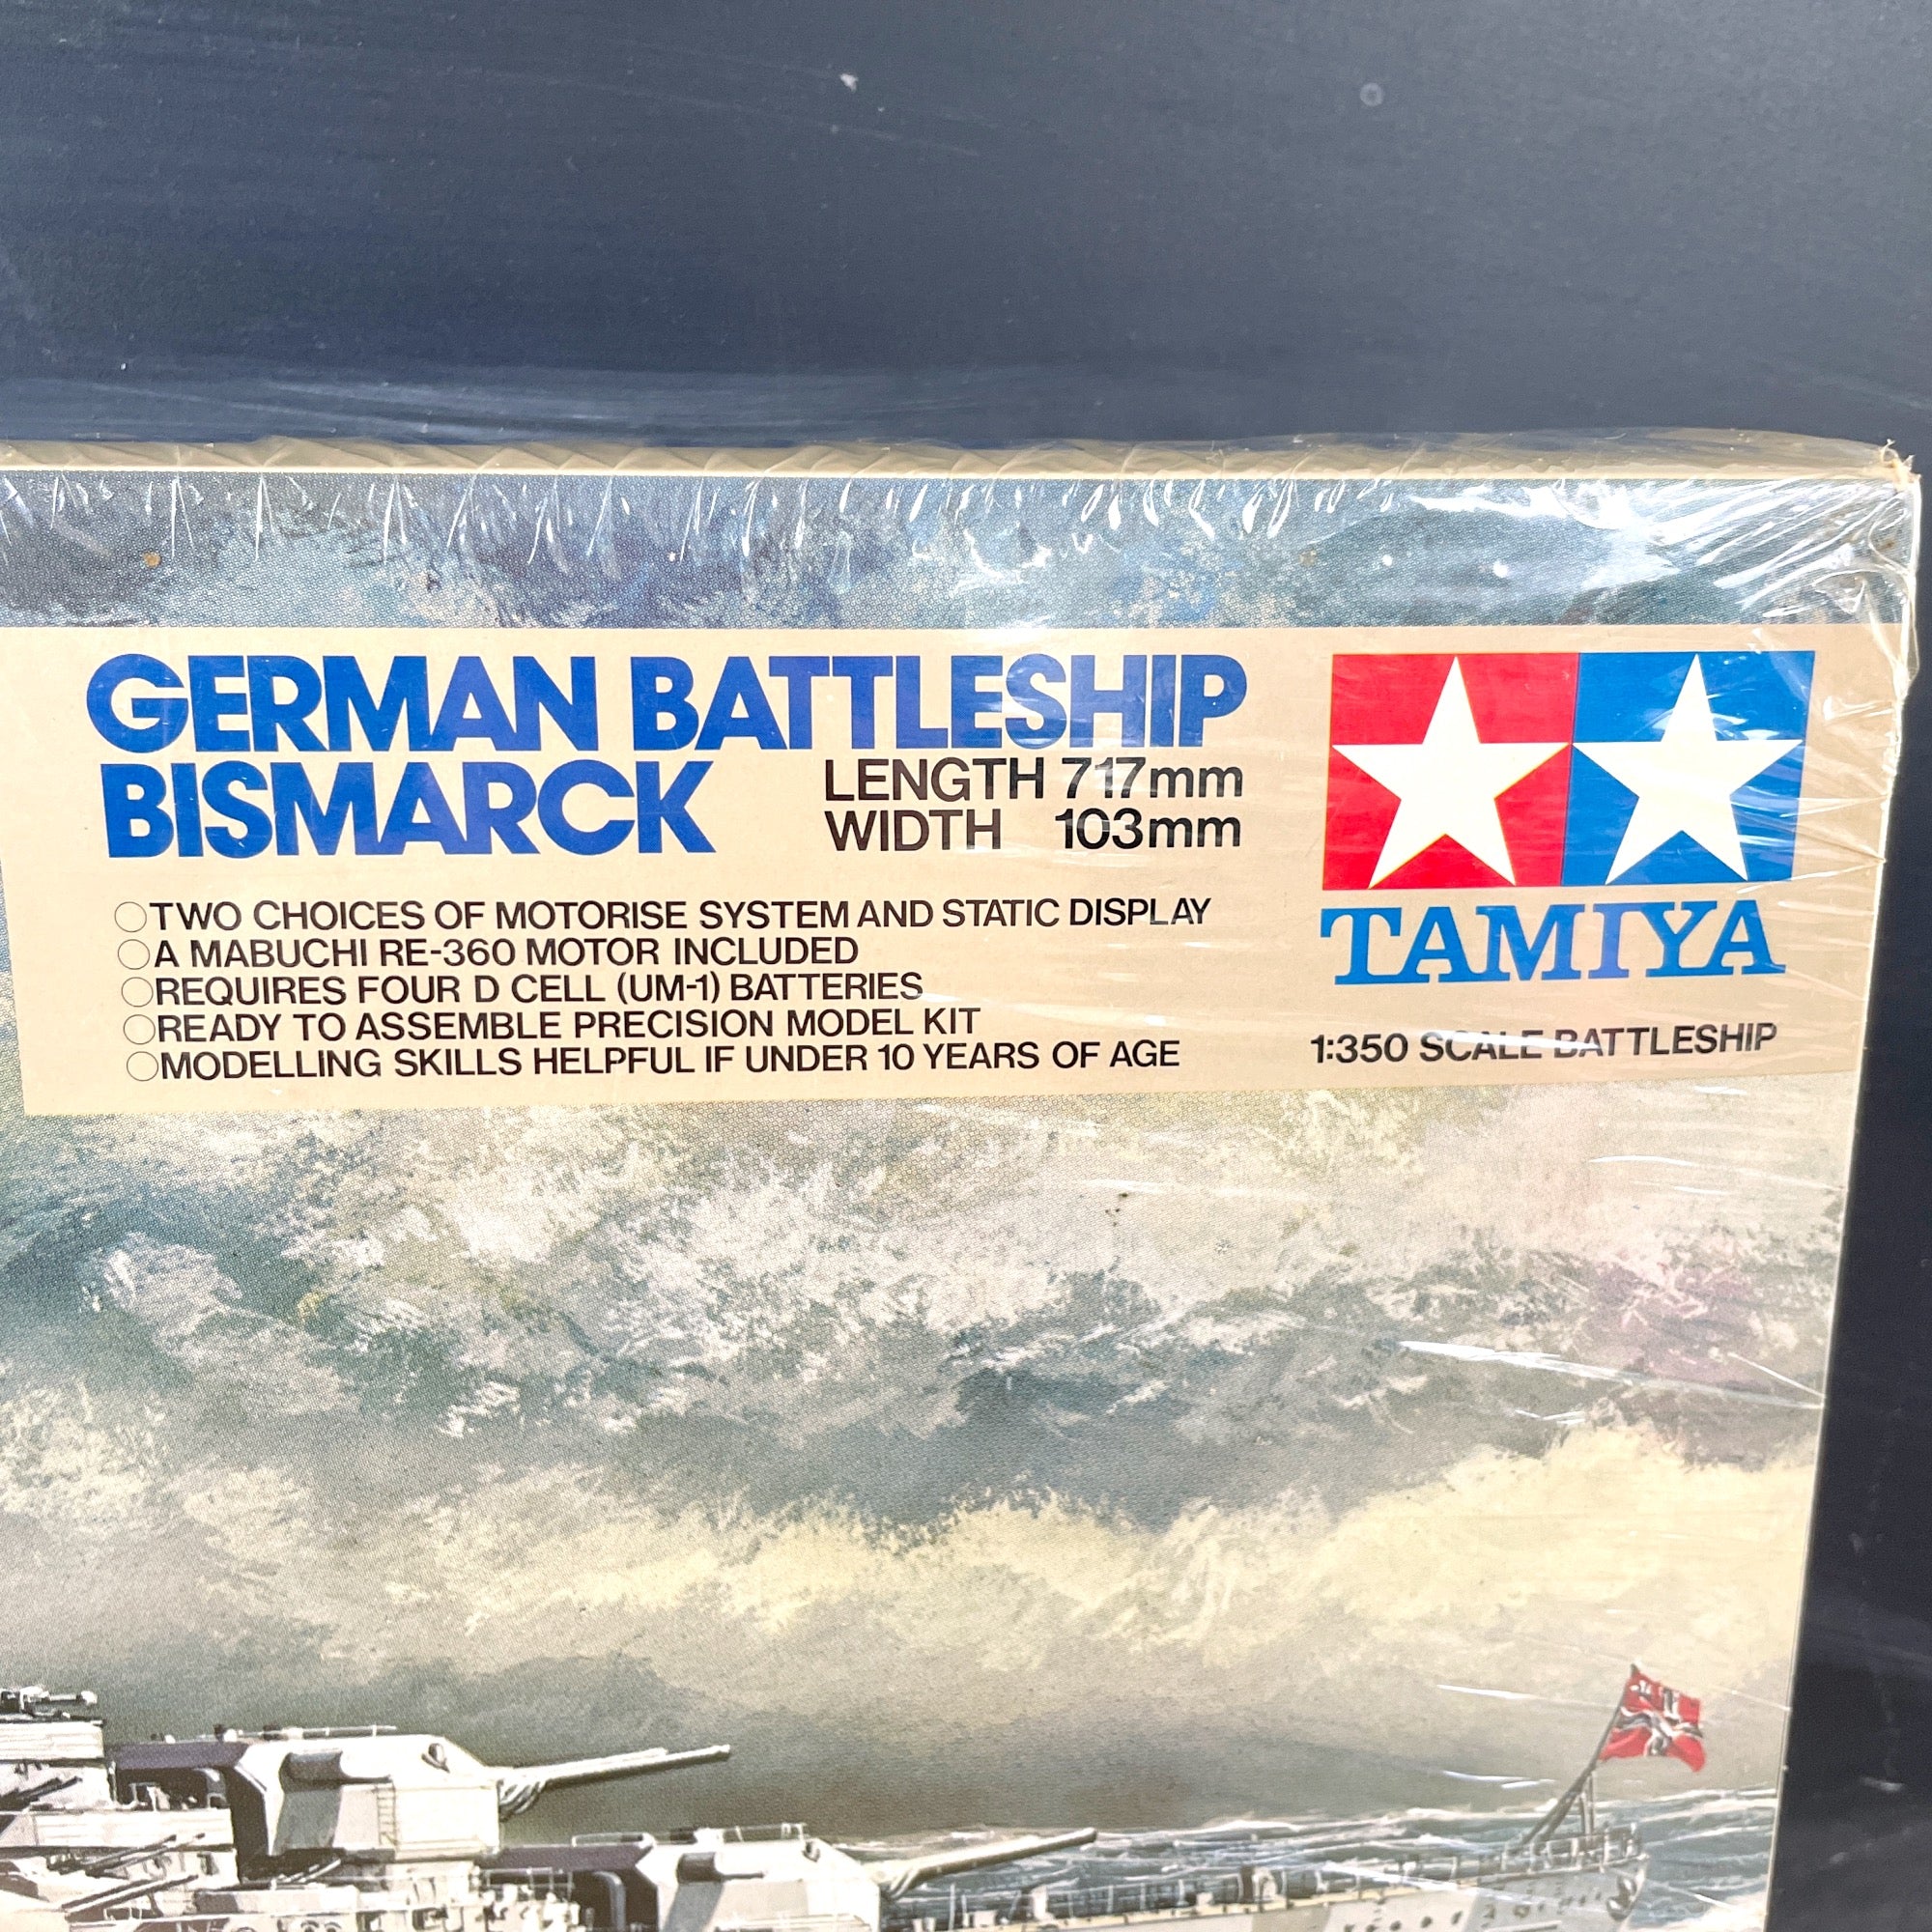 GERMAN BATTLESHIP
BISMARCK
LENGTH 717mm
WIDTH 103mm
○TWO CHOICES OF MOTORISE SYSTEM AND STATIC DISPLAY
○A MABUCHI RE-360 MOTOR INCLUDED
○REQUIRES FOUR D CELL (UM-1) BATTERIES
○READY TO ASSEMBLE PRECISION MODEL KIT
○MODELLING SKILLS HELPFUL IF UNDER 10 YEARS OF AGE
TAMIYA
1:350 SCALE BATTLESHIP